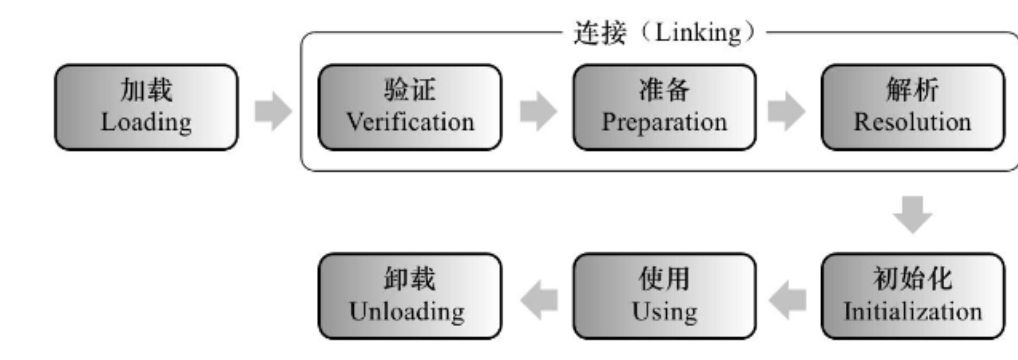 连接（Linking）
加载
Loading
验证
Verification
准备
Preparation
解析
Resolution
初始化
Initialization
使用
Using
卸载
Unloading